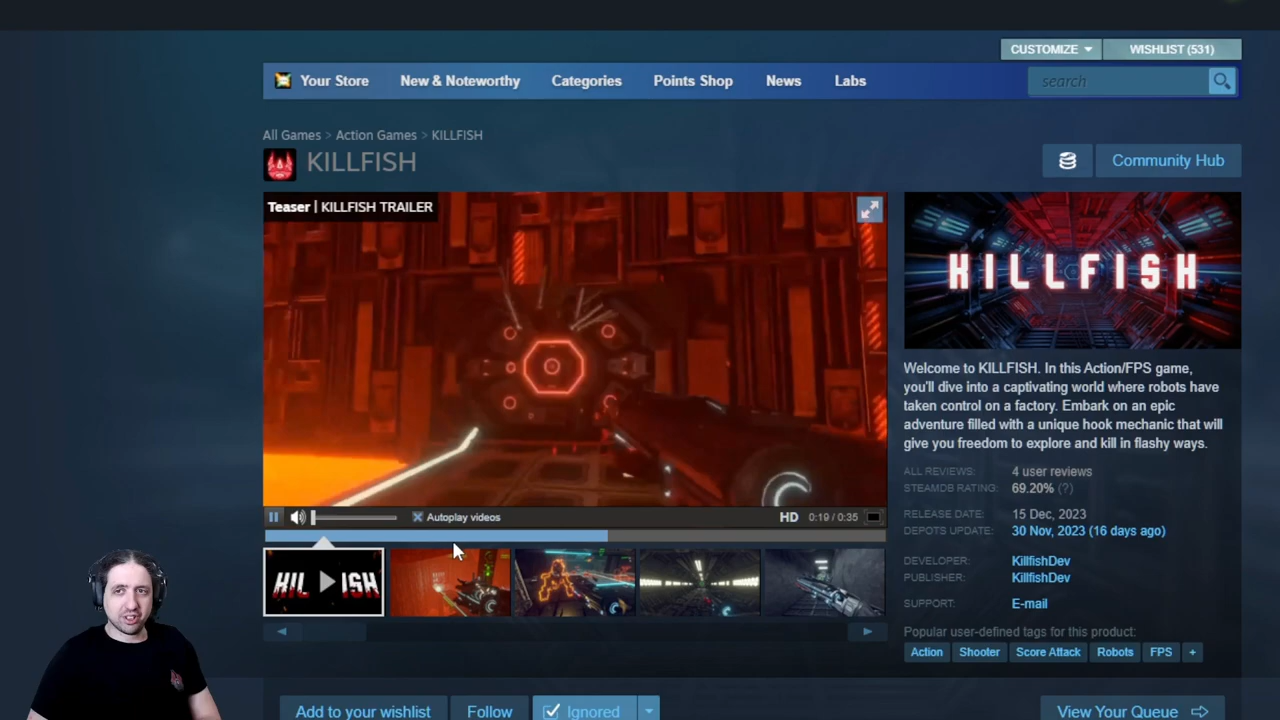 CUSTOMIZE
WISHLIST (531)
Your Store
New & Noteworthy
Categories
Points Shop
News
Labs
search
All Games > Action Games > KILLFISH
KILLFISH
Community Hub
Teaser | KILLFISH TRAILER
KILLFISH
Welcome to KILLFISH. In this Action/FPS game,
you'll dive into a captivating world where robots have
taken control on a factory. Embark on an epic
adventure filled with a unique hook mechanic that will
give you freedom to explore and kill in flashy ways.
ALL REVIEWS: 4 user reviews
STEAMDB RATING: 69.20% (?)
RELEASE DATE: 15 Dec, 2023
DEPOTS UPDATE: 30 Nov, 2023 (16 days ago)
DEVELOPER: KillfishDev
PUBLISHER: KillfishDev
SUPPORT: E-mail
Popular user-defined tags for this product:
Action
Shooter
Score Attack
Robots
FPS
+
Autoplay videos
HD
0:19 / 0:35
KIL ISH
Add to your wishlist
Follow
Ignored
View Your Queue